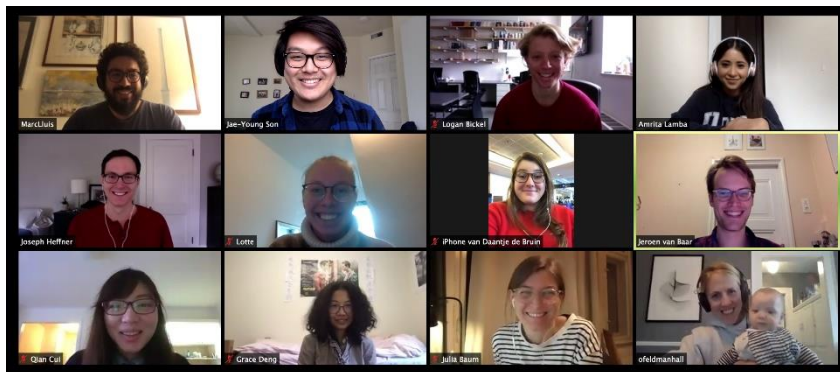 MarcLluis
Jae-Young Son
Logan Bickel
Amrita Lamba
Joseph Heffner
Lotte
iPhone van Daantje de Bruin
Jeroen van Baar
Qian Cui
Grace Deng
Julia Baum
ofeldmanhall